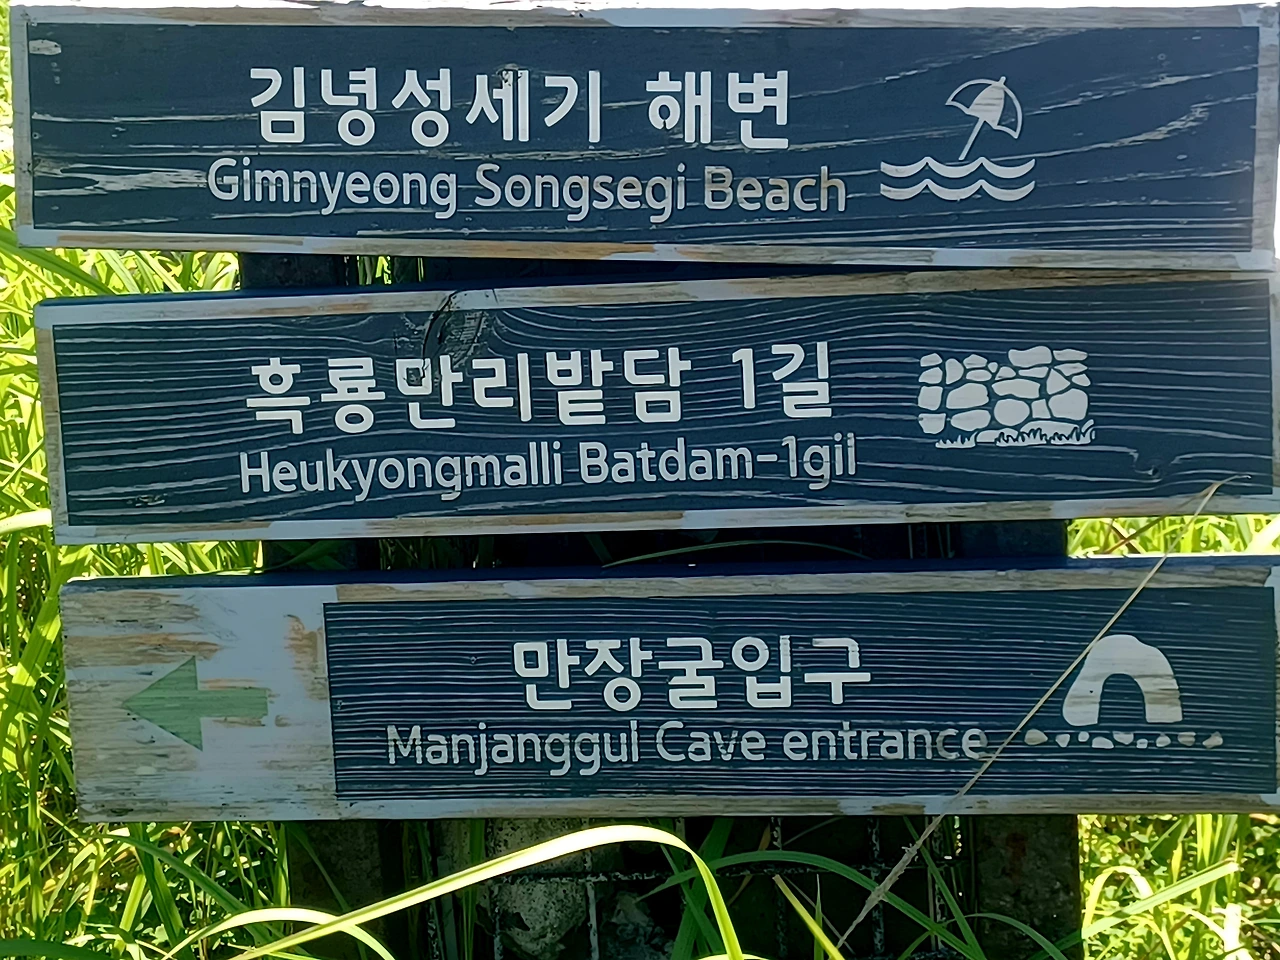 김녕성세기 해변
Gimnyeong Songsegi Beach
흑룡만리밭담 1길
Heukyongmalli Batdam-1gil
만장굴입구
Manjanggul Cave entrance